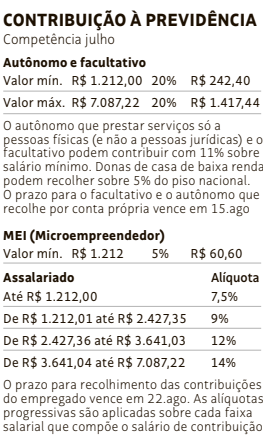 CONTRIBUIÇÃO À PREVIDÊNCIA
Competência julho
Autônomo e facultativo
Valor mín. R$ 1.212,00 20% R$ 242,40
Valor máx. R$ 7.087,22 20% R$ 1.417,44
O autônomo que prestar serviços só a
pessoas físicas (e não a pessoas jurídicas) e o
facultativo podem contribuir com 11% sobre
salário mínimo. Donas de casa de baixa renda
podem recolher sobre 5% do piso nacional.
O prazo para o facultativo e o autônomo que
recolhe por conta própria vence em 15.ago
MEI (Microempreendedor)
Valor mín. R$ 1.212 5% R$ 60,60
Assalariado Alíquota
Até R$ 1.212,00 7,5%
De R$ 1.212,01 até R$ 2.427,35 9%
De R$ 2.427,36 até R$ 3.641,03 12%
De R$ 3.641,04 até R$ 7.087,22 14%
O prazo para recolhimento das contribuições
do empregado vence em 22.ago. As alíquotas
progressivas são aplicadas sobre cada faixa
salarial que compõe o salário de contribuição